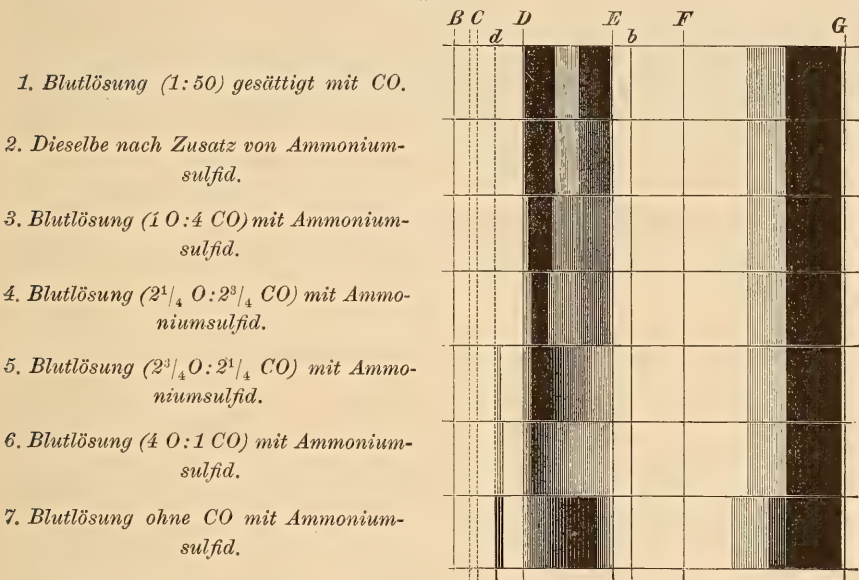 B C D E F G
d b
1. Blutlösung (1:50) gesättigt mit CO.
2. Dieselbe nach Zusatz von Ammonium-
sulfid.
3. Blutlösung (1 O:4 CO) mit Ammonium-
sulfid.
4. Blutlösung (2¹/₄ O:2³/₄ CO) mit Ammo-
niumsulfid.
5. Blutlösung (2³/₄ O:2¹/₄ CO) mit Ammo-
niumsulfid.
6. Blutlösung (4 O:1 CO) mit Ammonium-
sulfid.
7. Blutlösung ohne CO mit Ammonium-
sulfid.